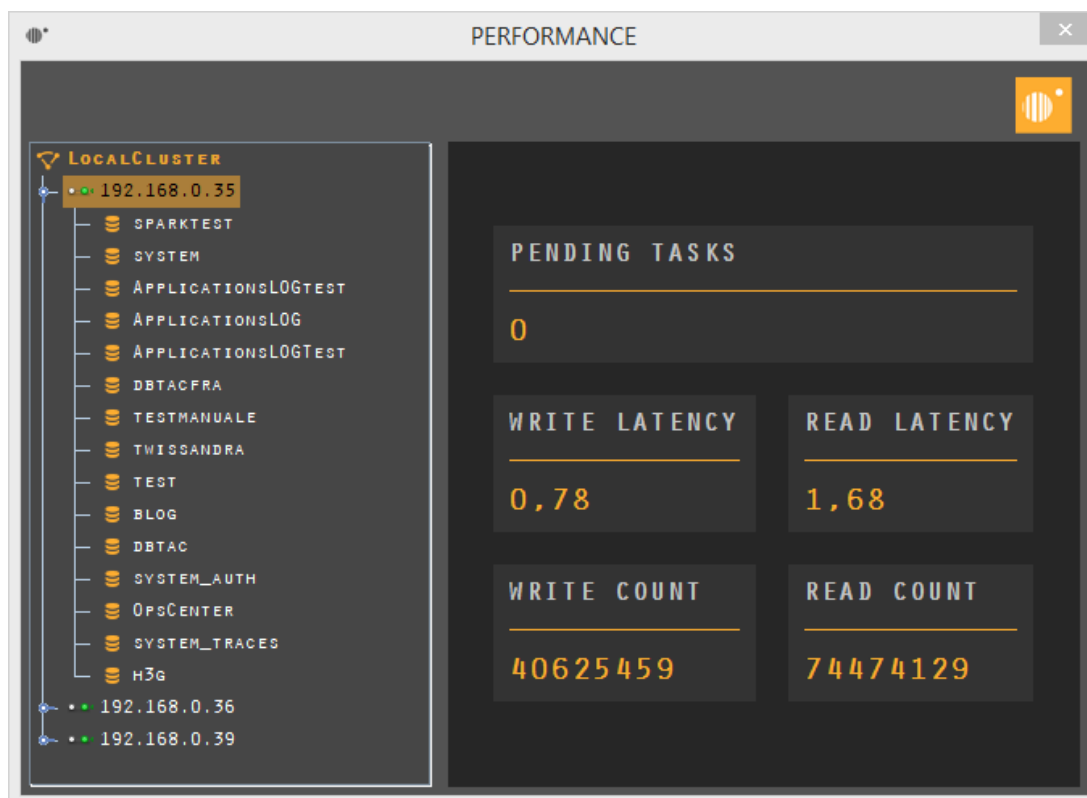 PERFORMANCE
LocalCluster
192.168.0.35
sparktest
system
ApplicationsLOGtest
ApplicationsLOG
ApplicationsLOGTest
dbtacfra
testmanuale
twissandra
test
blog
dbtac
system_auth
OpsCenter
system_traces
h3g
192.168.0.36
192.168.0.39
PENDING TASKS
0
WRITE LATENCY
0,78
READ LATENCY
1,68
WRITE COUNT
40625459
READ COUNT
74474129